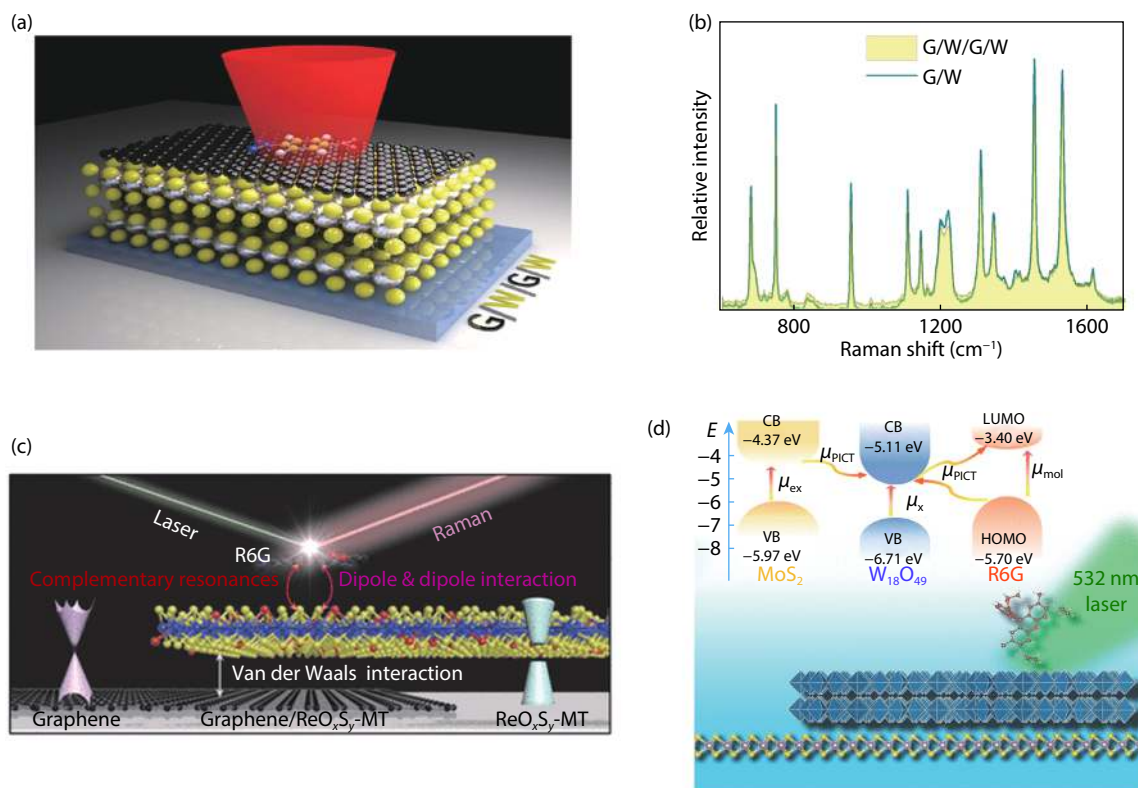 (a)
G/W/G/W
(b)
G/W/G/W
G/W
Relative intensity
800
1200
1600
Raman shift (cm⁻¹)
(c)
Laser
Raman
R6G
Complementary resonances
Dipole & dipole interaction
Van der Waals interaction
Graphene
Graphene/ReOₓSᵧ-MT
ReOₓSᵧ-MT
(d)
E
−4
−5
−6
−7
−8
CB
−4.37 eV
CB
−5.11 eV
LUMO
−3.40 eV
μPICT
μPICT
μmol
μex
μx
VB
−5.97 eV
VB
−6.71 eV
HOMO
−5.70 eV
MoS₂
W₁₈O₄₉
R6G
532 nm
laser